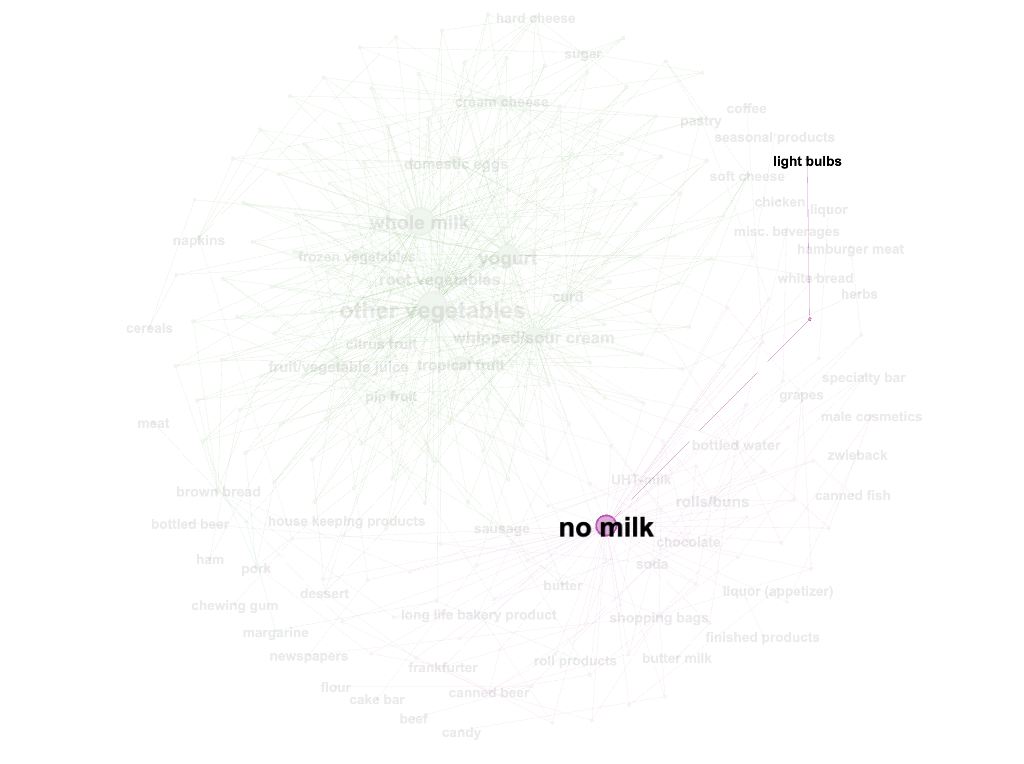 hard cheese
sugar
cream cheese
coffee
pastry
seasonal products
light bulbs
domestic eggs
soft cheese
chicken
liquor
whole milk
misc. beverages
napkins
hamburger meat
frozen vegetables
yogurt
root vegetables
white bread
curd
herbs
other vegetables
cereals
whipped/sour cream
citrus fruit
fruit/vegetable juice
tropical fruit
specialty bar
pip fruit
grapes
meat
male cosmetics
bottled water
zwieback
UHT-milk
brown bread
canned fish
rolls/buns
bottled beer
house keeping products
sausage
no milk
chocolate
ham
pork
soda
butter
dessert
liquor (appetizer)
chewing gum
long life bakery product
shopping bags
margarine
finished products
newspapers
roll products
butter milk
frankfurter
flour
cake bar
canned beer
beef
candy